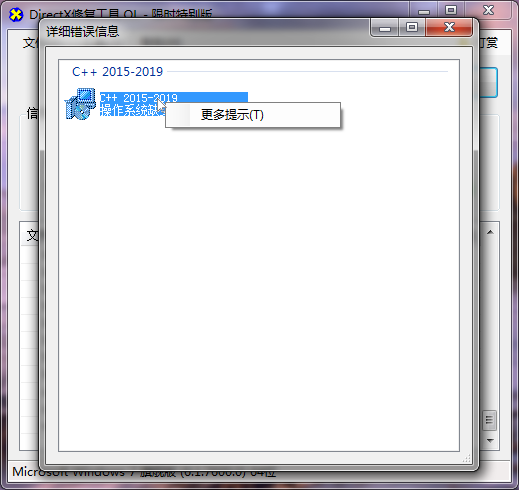 DirectX修复工具 OL - 限时特别版
详细错误信息
文
打赏
C++ 2015-2019
C++ 2015-2019
操作系统缺
更多提示(T)
信
文
Microsoft Windows 7 旗舰版 (6.1.7600.0) 64位